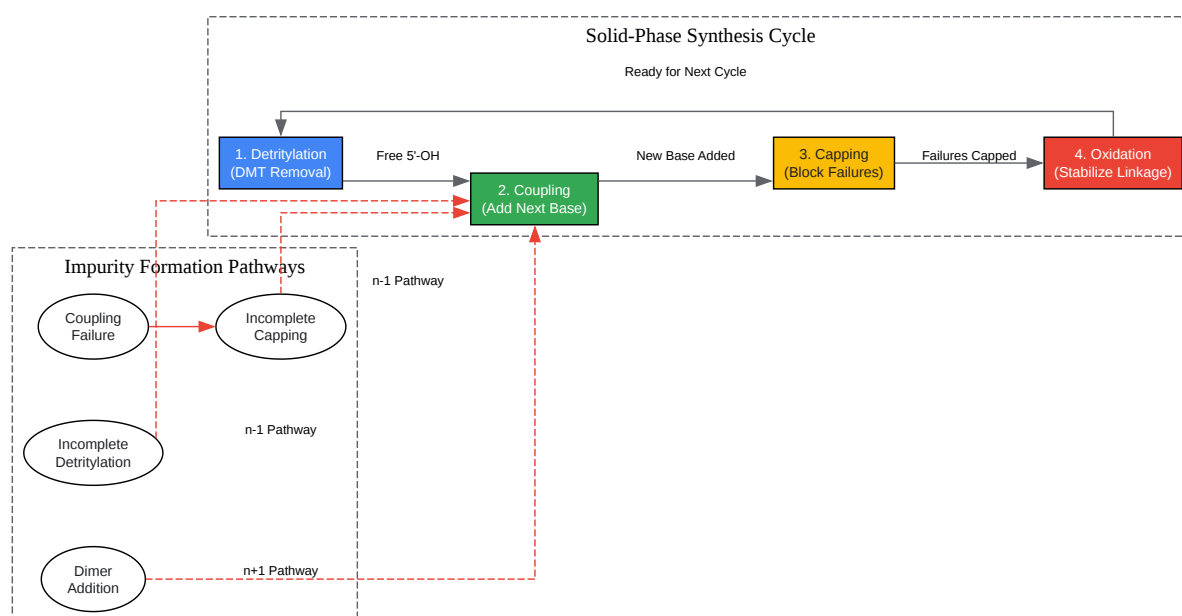 Solid-Phase Synthesis Cycle
Ready for Next Cycle
1. Detritylation
(DMT Removal)
Free 5'-OH
2. Coupling
(Add Next Base)
New Base Added
3. Capping
(Block Failures)
Failures Capped
4. Oxidation
(Stabilize Linkage)
Impurity Formation Pathways
n-1 Pathway
Coupling
Failure
Incomplete
Capping
Incomplete
Detritylation
n-1 Pathway
Dimer
Addition
n+1 Pathway